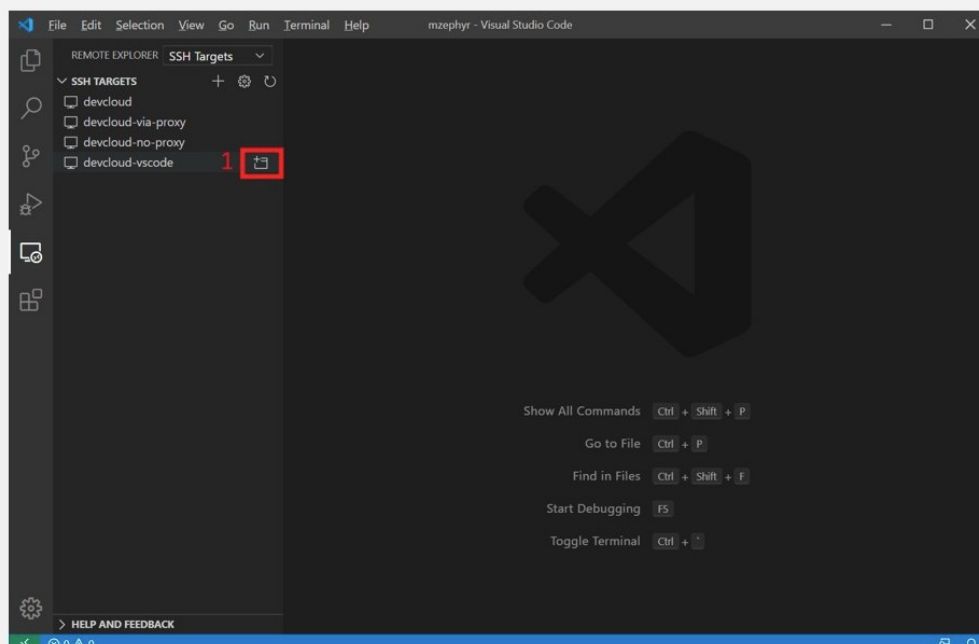 File Edit Selection View Go Run Terminal Help mzephyr - Visual Studio Code
REMOTE EXPLORER SSH Targets
SSH TARGETS
devcloud
devcloud-via-proxy
devcloud-no-proxy
devcloud-vscode 1
Show All Commands Ctrl + Shift + P
Go to File Ctrl + P
Find in Files Ctrl + Shift + F
Start Debugging F5
Toggle Terminal Ctrl + `
HELP AND FEEDBACK
0 0